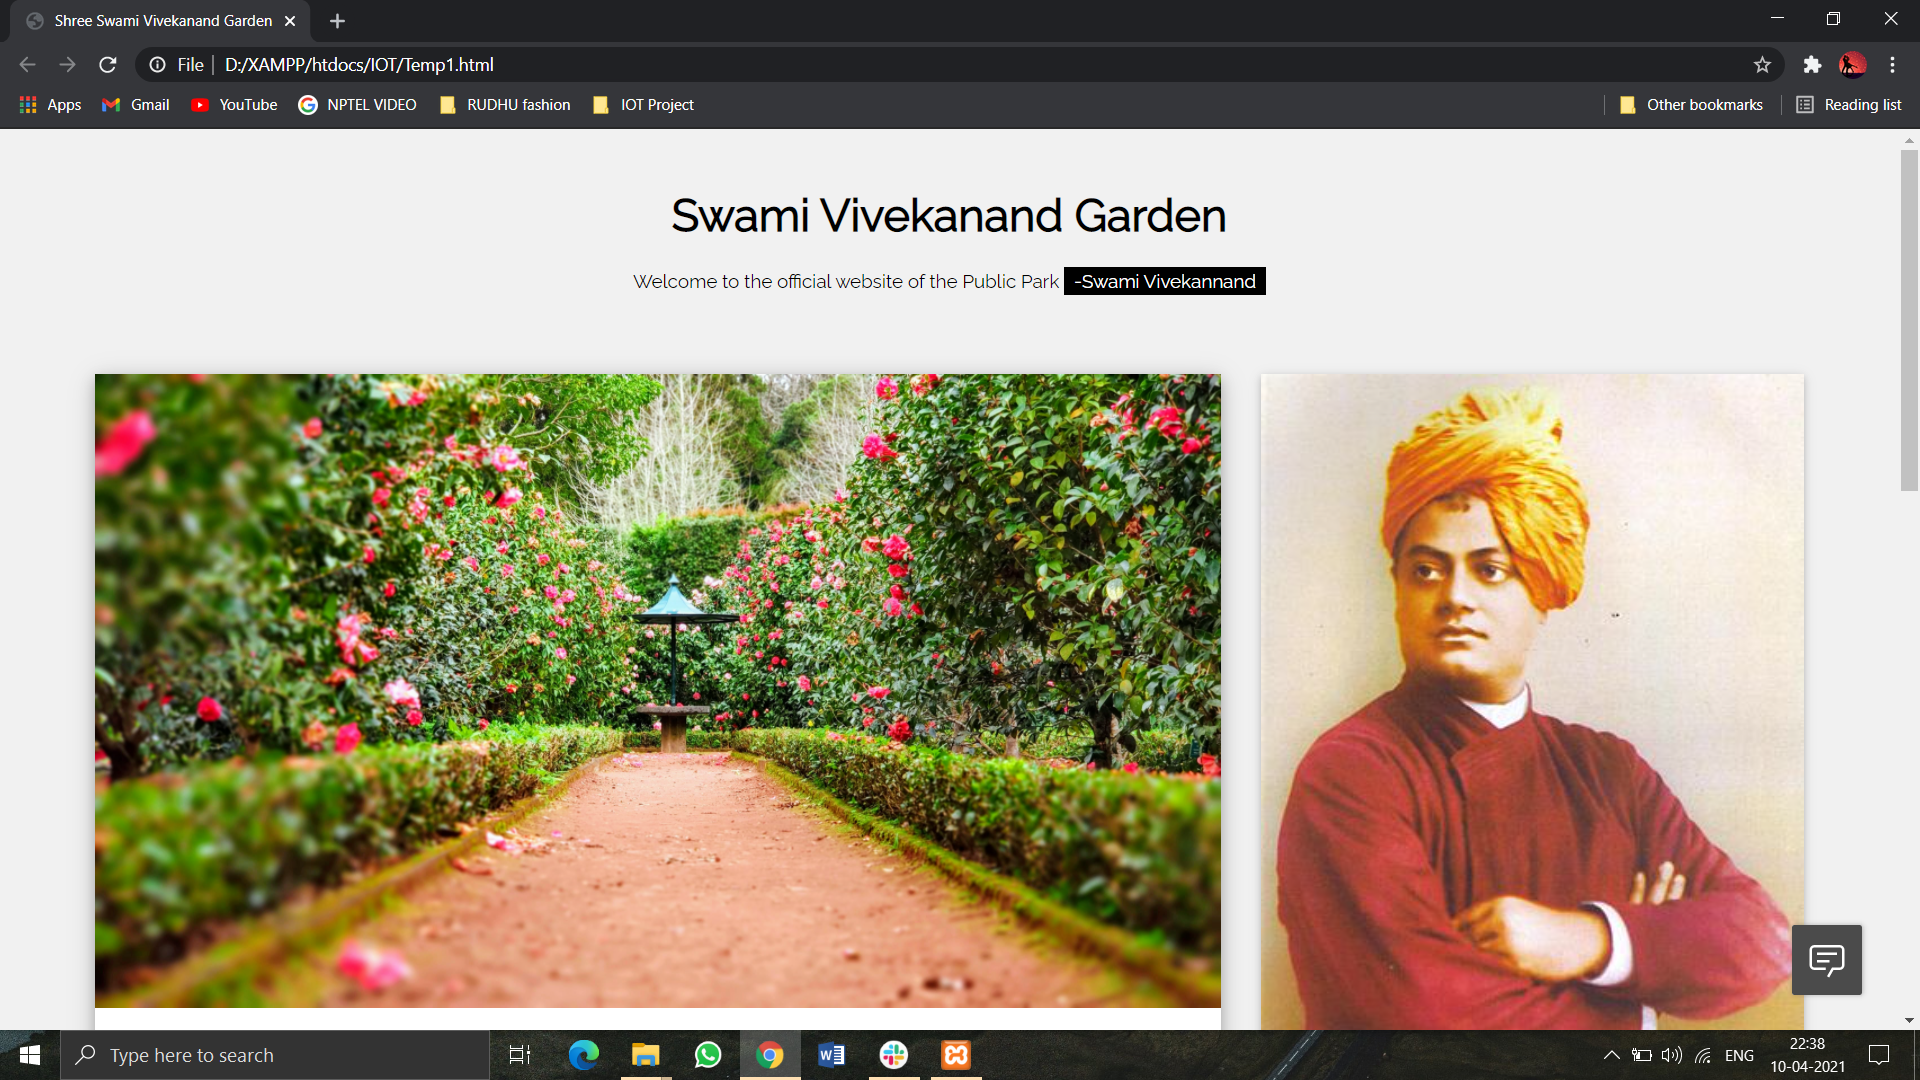 Shree Swami Vivekanand Garden
File
D:/XAMPP/htdocs/IOT/Temp1.html
Apps
Gmail
YouTube
NPTEL VIDEO
RUDHU fashion
IOT Project
Other bookmarks
Reading list
Swami Vivekanand Garden
Welcome to the official website of the Public Park -Swami Vivekannand
Type here to search
ENG
22:38
10-04-2021